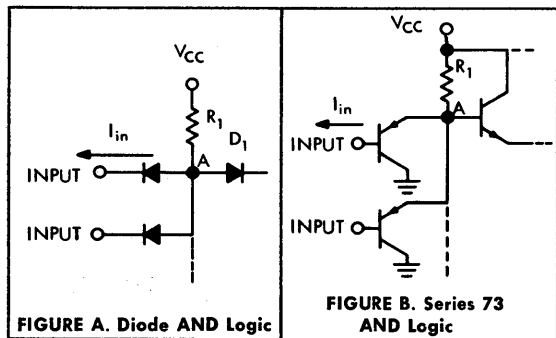 VCC
R1
Iin
D1
A
INPUT
INPUT
FIGURE A. Diode AND Logic
VCC
R1
Iin
A
INPUT
INPUT
FIGURE B. Series 73
AND Logic